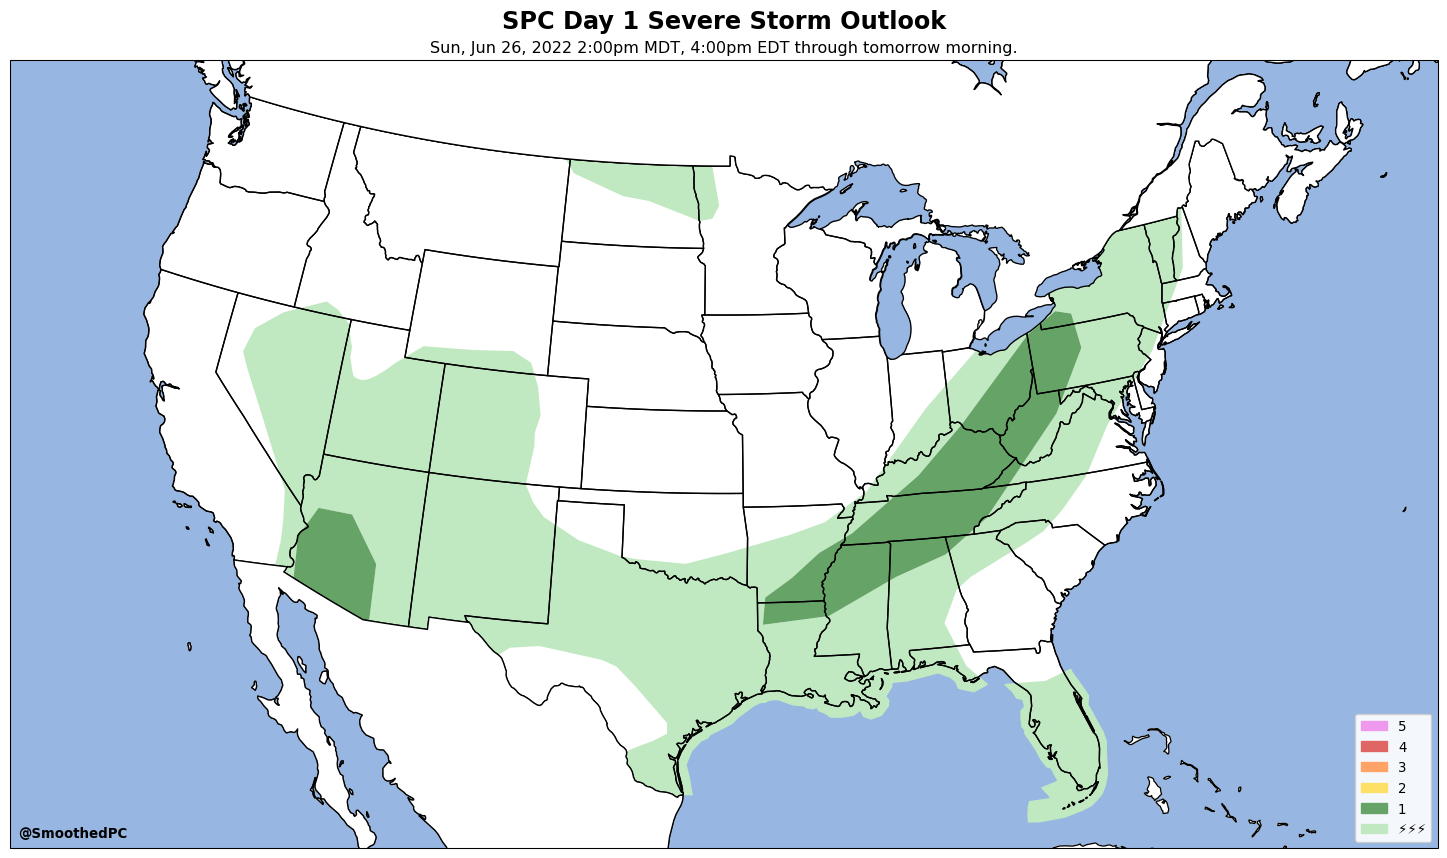 SPC Day 1 Severe Storm Outlook
Sun, Jun 26, 2022 2:00pm MDT, 4:00pm EDT through tomorrow morning.
5
4
3
2
1
⚡⚡⚡
@SmoothedPC